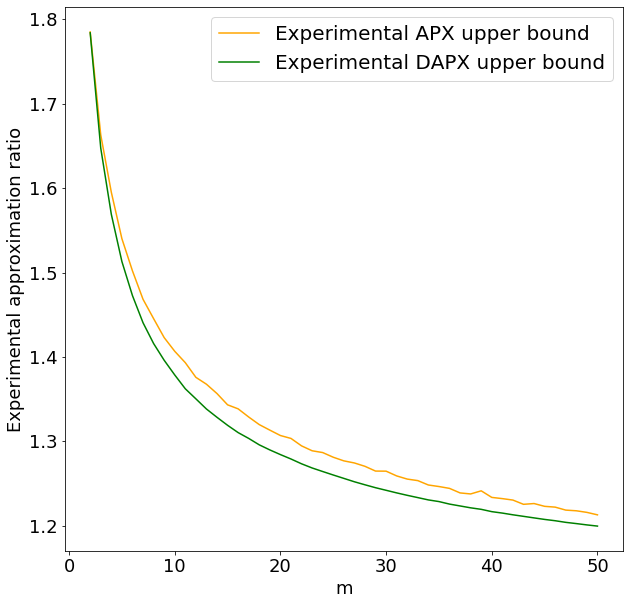 Experimental APX upper bound
Experimental DAPX upper bound
Experimental approximation ratio
1.8
1.7
1.6
1.5
1.4
1.3
1.2
0 10 20 30 40 50
m